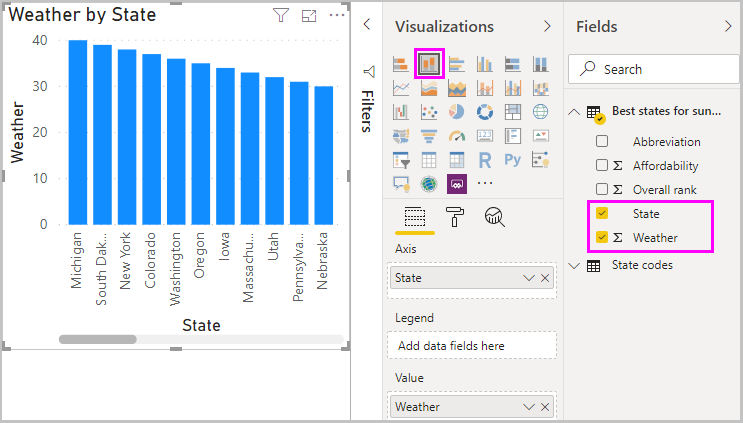 Weather by State
40
30
20
10
0
Weather
Michigan
South Dak...
New York
Colorado
Washington
Oregon
Iowa
Massachu...
Utah
Pennsylva...
Nebraska
State
Filters
Visualizations
123
R
Py
Axis
State
Legend
Add data fields here
Value
Weather
Fields
Search
Best states for sun...
Abbreviation
Σ Affordability
Σ Overall rank
State
Σ Weather
State codes